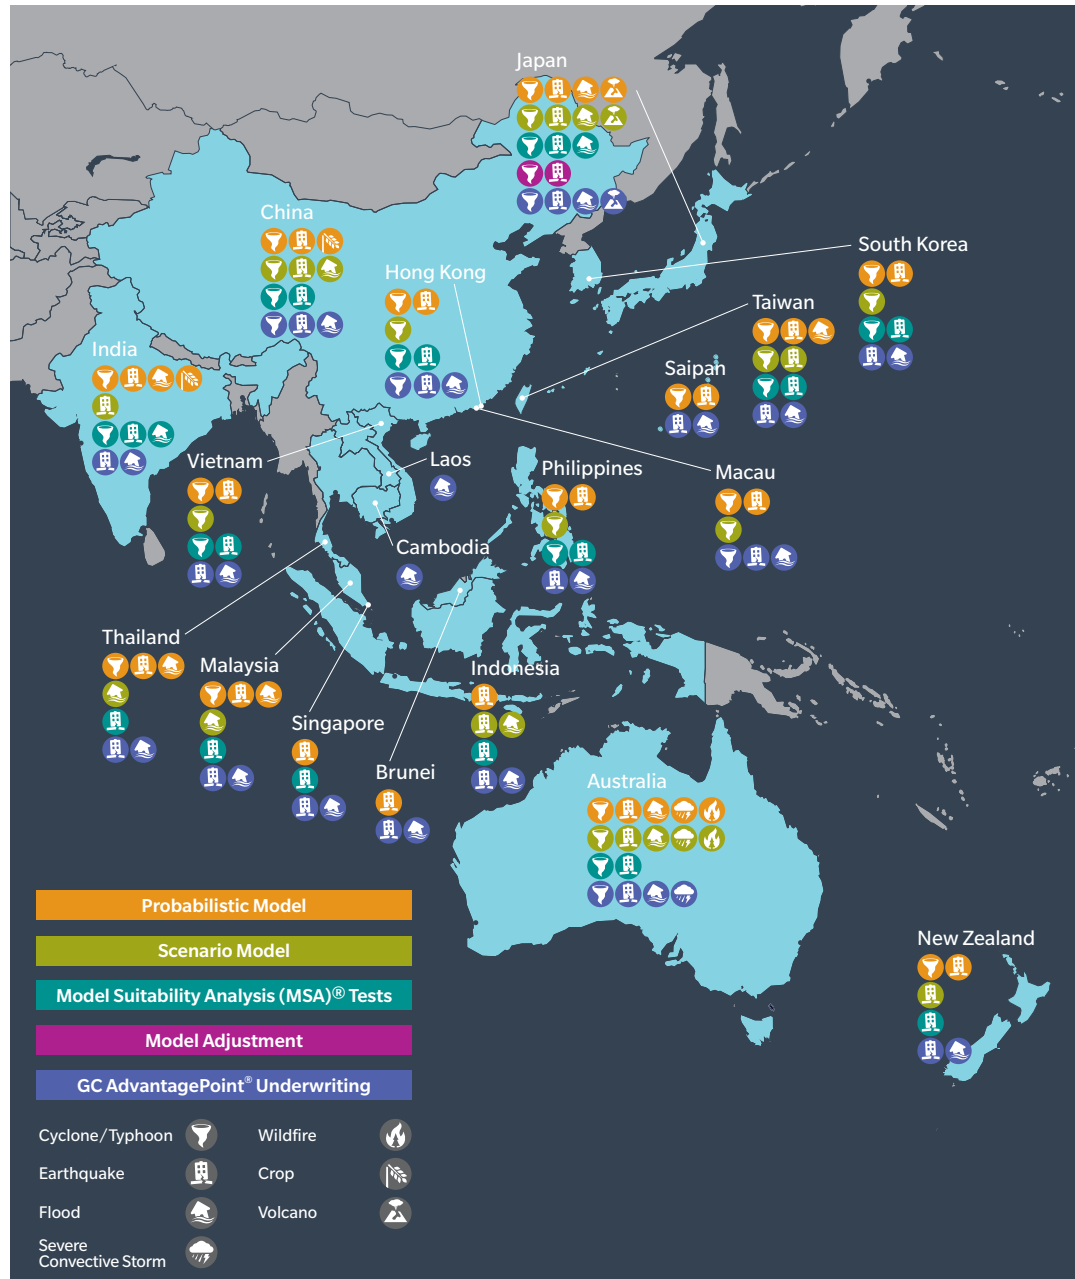 Japan
China
South Korea
Hong Kong
Taiwan
India
Saipan
Vietnam
Laos
Philippines
Macau
Cambodia
Thailand
Malaysia
Indonesia
Singapore
Brunei
Australia
Probabilistic Model
New Zealand
Scenario Model
Model Suitability Analysis (MSA)® Tests
Model Adjustment
GC AdvantagePoint® Underwriting
Cyclone/Typhoon
Wildfire
Earthquake
Crop
Flood
Volcano
Severe
Convective Storm